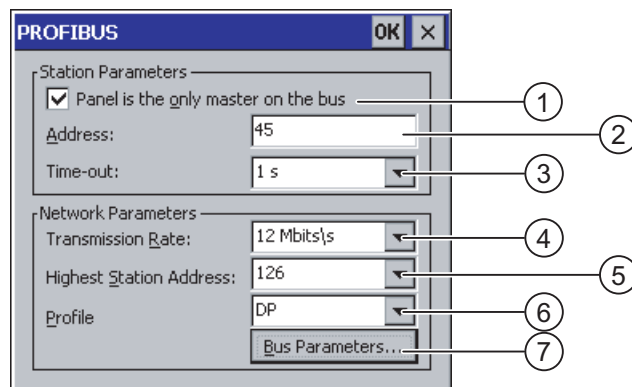 PROFIBUS OK ×
Station Parameters
Panel is the only master on the bus 1
Address: 45 2
Time-out: 1 s 3
Network Parameters
Transmission Rate: 12 Mbits\s 4
Highest Station Address: 126 5
Profile DP 6
Bus Parameters... 7